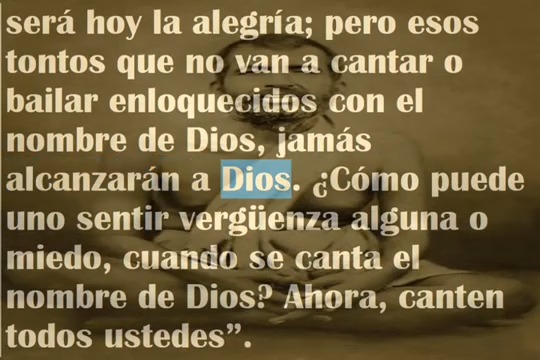 será hoy la alegría; pero esos
tontos que no van a cantar o
bailar enloquecidos con el
nombre de Dios, jamás
alcanzarán a Dios. ¿Cómo puede
uno sentir vergüenza alguna o
miedo, cuando se canta el
nombre de Dios? Ahora, canten
todos ustedes”.